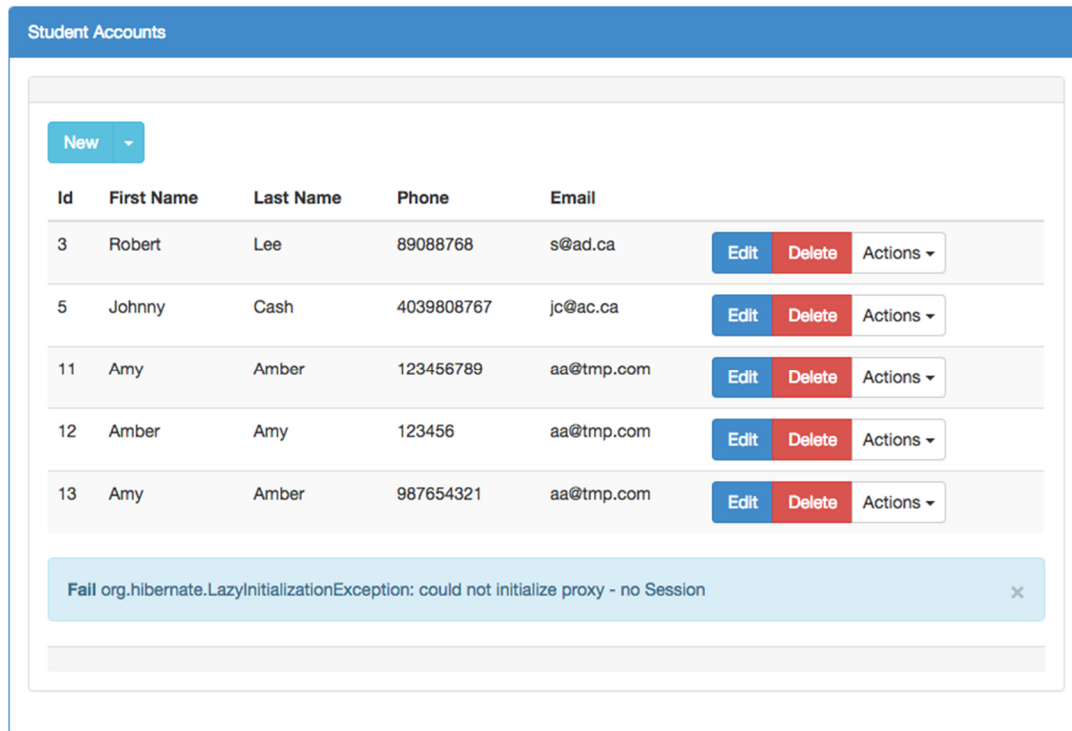 Student Accounts
New
Id First Name Last Name Phone Email
3 Robert Lee 89088768 s@ad.ca Edit Delete Actions
5 Johnny Cash 4039808767 jc@ac.ca Edit Delete Actions
11 Amy Amber 123456789 aa@tmp.com Edit Delete Actions
12 Amber Amy 123456 aa@tmp.com Edit Delete Actions
13 Amy Amber 987654321 aa@tmp.com Edit Delete Actions
Fail org.hibernate.LazyInitializationException: could not initialize proxy - no Session ×